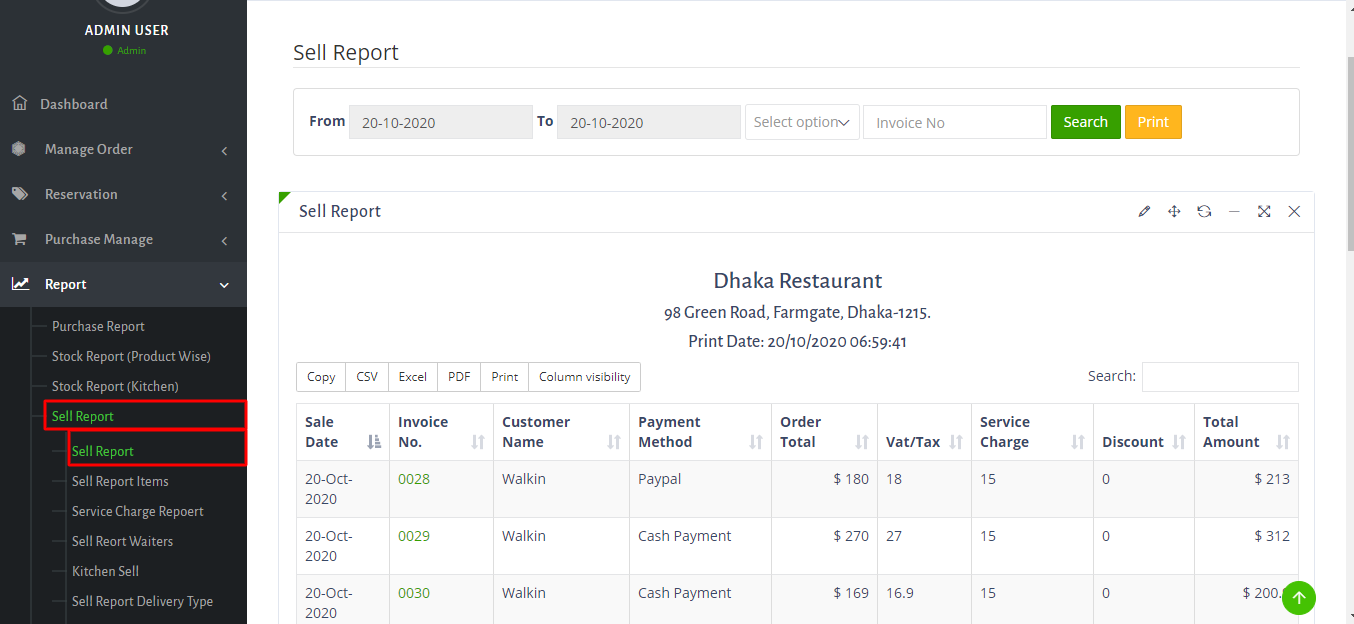 ADMIN USER
Admin
Dashboard
Manage Order
Reservation
Purchase Manage
Report
Purchase Report
Stock Report (Product Wise)
Stock Report (Kitchen)
Sell Report
Sell Report
Sell Report Items
Service Charge Repoert
Sell Reort Waiters
Kitchen Sell
Sell Report Delivery Type
Sell Report
From 20-10-2020 To 20-10-2020 Select option Invoice No Search Print
Sell Report
Dhaka Restaurant
98 Green Road, Farmgate, Dhaka-1215.
Print Date: 20/10/2020 06:59:41
Copy CSV Excel PDF Print Column visibility Search:
Sale Invoice Customer Payment Order Service Total
Date No. Name Method Total Vat/Tax Charge Discount Amount
20-Oct- 0028 Walkin Paypal $ 180 18 15 0 $ 213
2020
20-Oct- 0029 Walkin Cash Payment $ 270 27 15 0 $ 312
2020
20-Oct- 0030 Walkin Cash Payment $ 169 16.9 15 0 $ 200.
2020